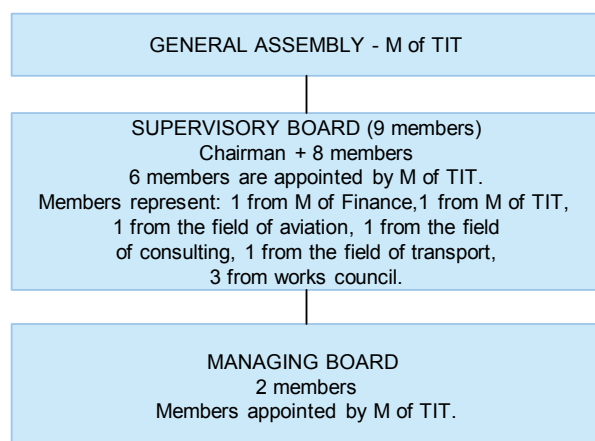 GENERAL ASSEMBLY - M of TIT
SUPERVISORY BOARD (9 members)
Chairman + 8 members
6 members are appointed by M of TIT.
Members represent: 1 from M of Finance,1 from M of TIT,
1 from the field of aviation, 1 from the field
of consulting, 1 from the field of transport,
3 from works council.
MANAGING BOARD
2 members
Members appointed by M of TIT.